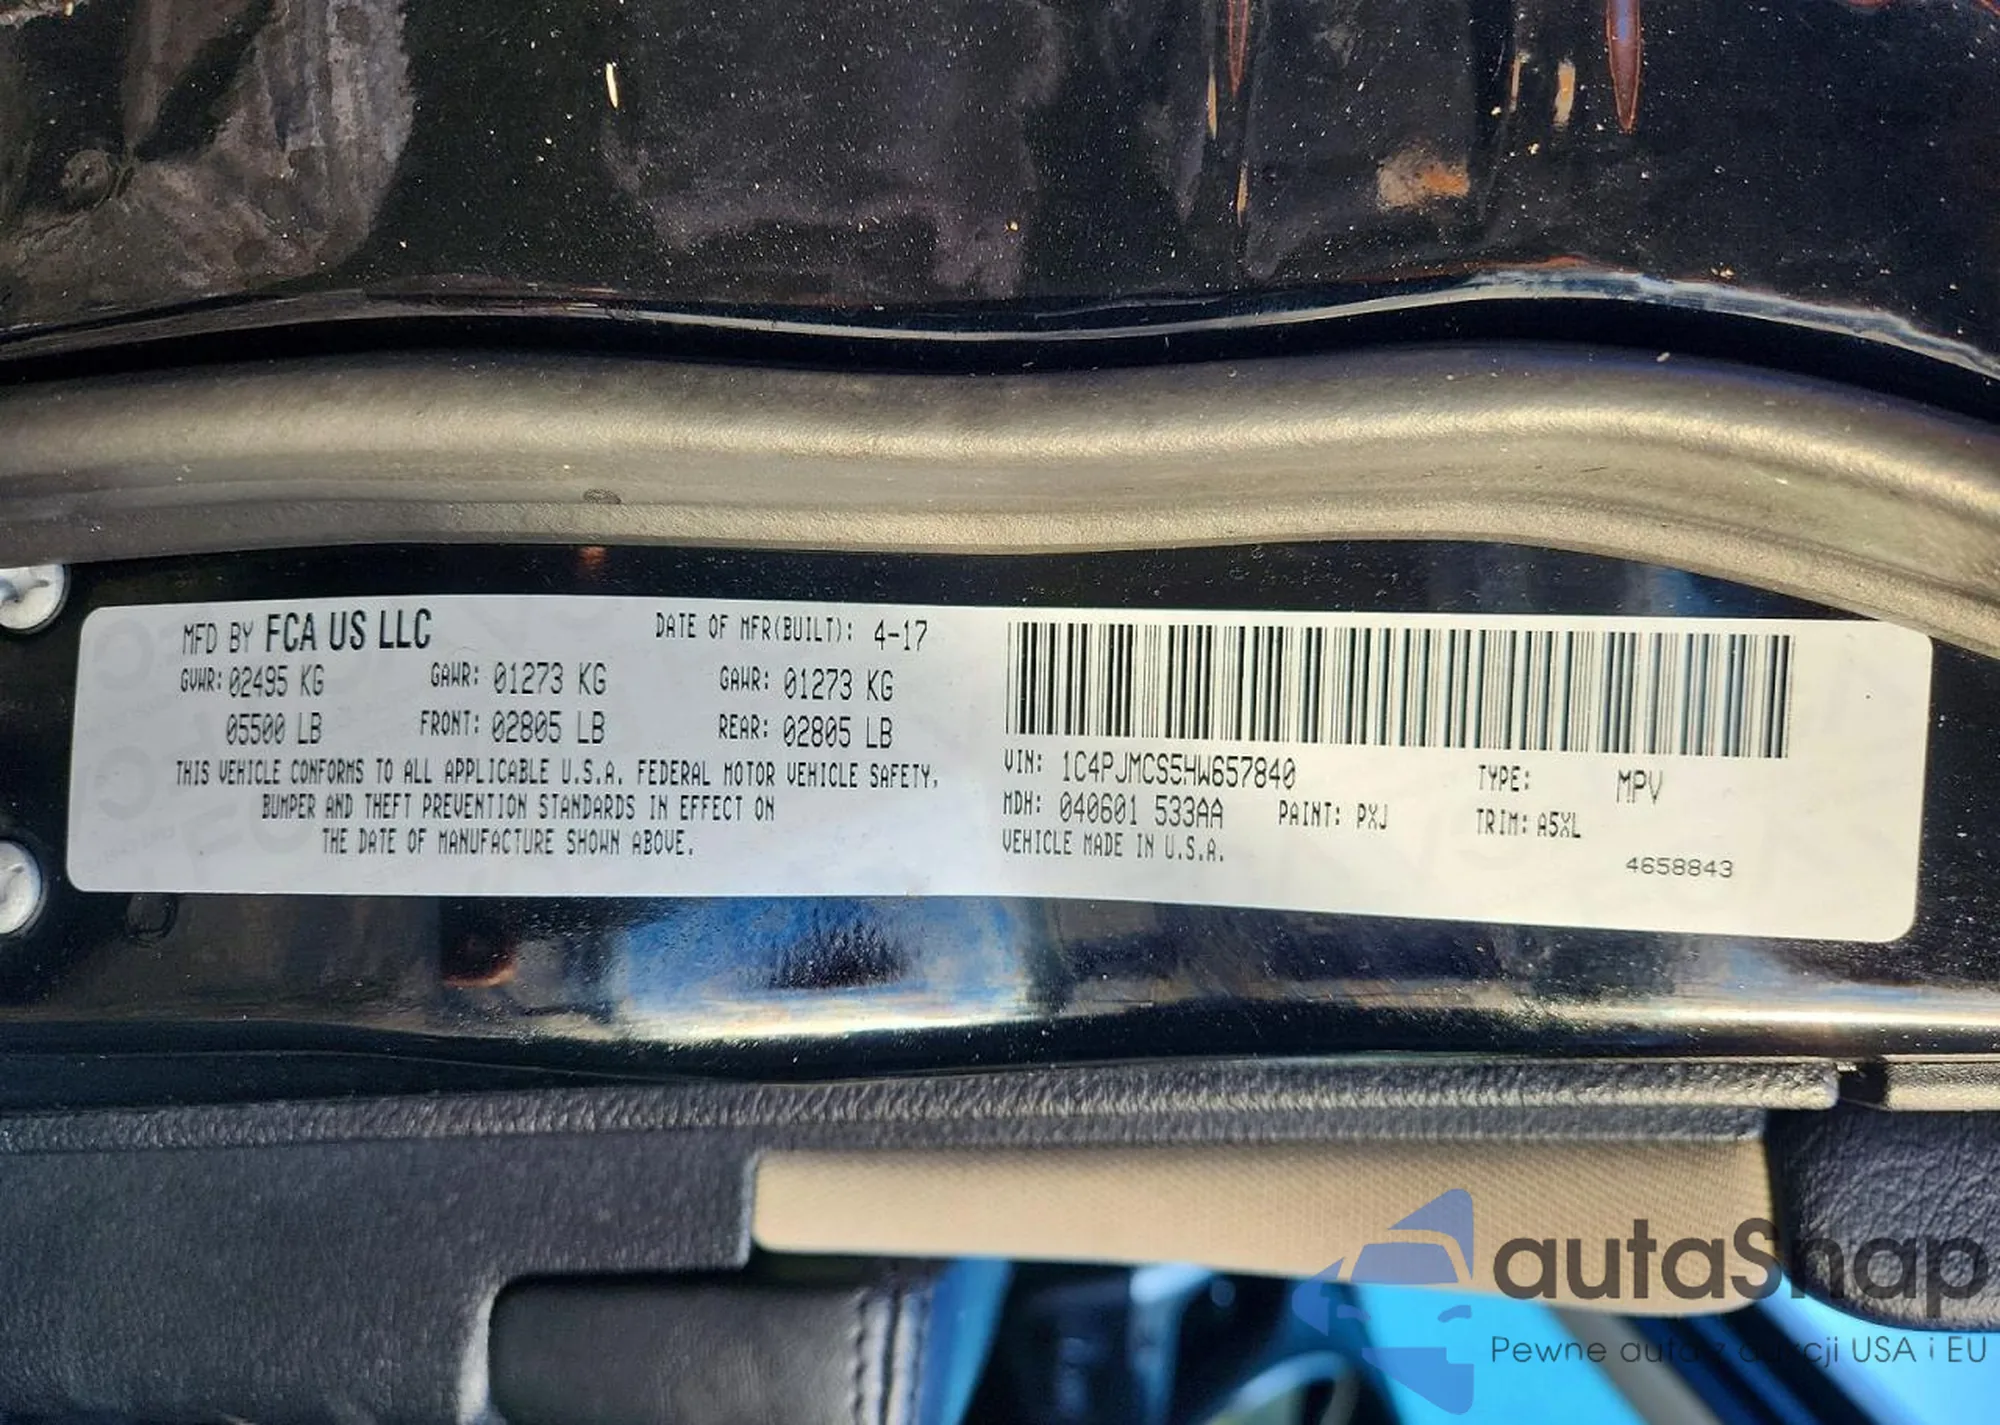 MFD BY FCA US LLC DATE OF MFR(BUILT): 4-17
GVWR: 02495 KG GAWR: 01273 KG GAWR: 01273 KG
05500 LB FRONT: 02805 LB REAR: 02805 LB
THIS VEHICLE CONFORMS TO ALL APPLICABLE U.S.A. FEDERAL MOTOR VEHICLE SAFETY,
BUMPER AND THEFT PREVENTION STANDARDS IN EFFECT ON
THE DATE OF MANUFACTURE SHOWN ABOVE.
VIN: 1C4PJMCS5HW657840 TYPE: MPV
MDH: 040601 533AA PAINT: PXJ TRIM: A5XL
VEHICLE MADE IN U.S.A.
4658843
autaSnap
Pewne auta z aukcji USA i EU